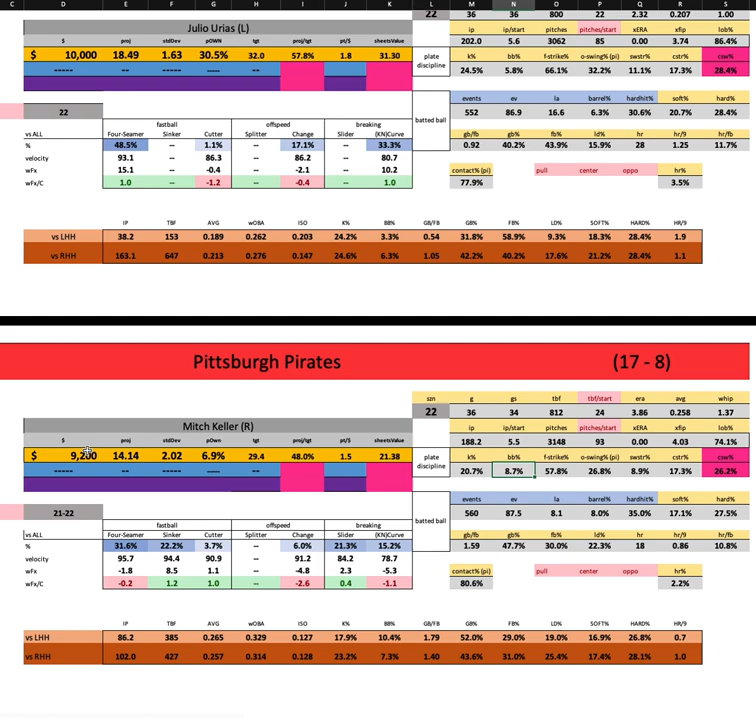 C D E F G H I J K L M N O P Q R S
22 36 36 800 22 2.32 0.207 1.00
Julio Urias (L)
ip ip/start pitches pitches/start xERA xfip lob%
$ proj stdDev pOWN tgt proj/tgt pt/$ sheetsValue
202.0 5.6 3062 85 0.00 3.74 86.4%
$ 10,000 18.49 1.63 30.5% 32.0 57.8% 1.8 31.30
plate discipline
k% bb% f-strike% o-swing% (pi) swstr% cstr% csw%
----- -- -- — --
24.5% 5.8% 66.1% 32.2% 11.1% 17.3% 28.4%
events ev la barrel% hardhit% soft% hard%
22
552 86.9 16.6 6.3% 30.6% 20.7% 28.4%
fastball offspeed breaking
batted ball
vs ALL Four-Seamer Sinker Cutter Splitter Change Slider (KN)Curve
gb/fb gb% fb% ld% hr hr/9 hr/fb
% 48.5% -- 1.1% -- 17.1% -- 33.3%
0.92 40.2% 43.9% 15.9% 28 1.25 11.7%
velocity 93.1 -- 86.3 -- 86.2 -- 80.7
wFx 15.1 -- -0.4 -- -2.1 -- 10.2
contact% (pi) pull center oppo hr%
wFx/C 1.0 -- -1.2 -- -0.4 -- 1.0
77.9% 3.5%
IP TBF AVG wOBA ISO K% BB% GB/FB GB% FB% LD% SOFT% HARD% HR/9
vs LHH 38.2 153 0.189 0.262 0.203 24.2% 3.3% 0.54 31.8% 58.9% 9.3% 18.3% 28.4% 1.9
vs RHH 163.1 647 0.213 0.276 0.147 24.6% 6.3% 1.05 42.2% 40.2% 17.6% 21.2% 28.4% 1.1
Pittsburgh Pirates (17 - 8)
szn g gs tbf tbf/start era avg whip
22 36 34 812 24 3.86 0.258 1.37
Mitch Keller (R)
ip ip/start pitches pitches/start xERA xfip lob%
$ proj stdDev pOwn tgt proj/tgt pt/$ sheetsValue
188.2 5.5 3148 93 0.00 4.03 74.1%
$ 9,200 14.14 2.02 6.9% 29.4 48.0% 1.5 21.38
plate discipline
k% bb% f-strike% o-swing% (pi) swstr% cstr% csw%
----- -- -- — --
20.7% 8.7% 57.8% 26.8% 8.9% 17.3% 26.2%
events ev la barrel% hardhit% soft% hard%
21-22
560 87.5 8.1 8.0% 35.0% 17.1% 27.5%
fastball offspeed breaking
batted ball
vs ALL Four-Seamer Sinker Cutter Splitter Change Slider (KN)Curve
gb/fb gb% fb% ld% hr hr/9 hr/fb
% 31.6% 22.2% 3.7% -- 6.0% 21.3% 15.2%
1.59 47.7% 30.0% 22.3% 18 0.86 10.8%
velocity 95.7 94.4 90.9 -- 91.2 84.2 78.7
wFx -1.8 8.5 1.1 -- -4.8 2.3 -5.3
contact% (pi) pull center oppo hr%
wFx/C -0.2 1.2 1.0 -- -2.6 0.4 -1.1
80.6% 2.2%
IP TBF AVG wOBA ISO K% BB% GB/FB GB% FB% LD% SOFT% HARD% HR/9
vs LHH 86.2 385 0.265 0.329 0.127 17.9% 10.4% 1.79 52.0% 29.0% 19.0% 16.9% 26.8% 0.7
vs RHH 102.0 427 0.257 0.314 0.128 23.2% 7.3% 1.40 43.6% 31.0% 25.4% 17.4% 28.1% 1.0